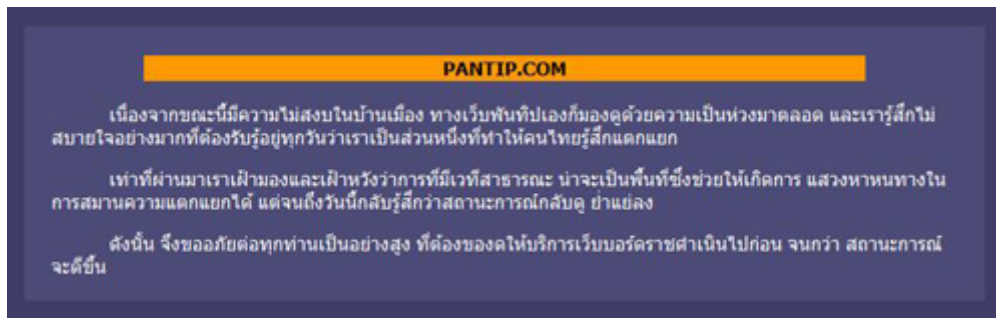 PANTIP.COM
เนื่องจากขณะนี้มีความไม่สงบในบ้านเมือง ทางเว็บพันทิปเองก็มองดูด้วยความเป็นห่วงมาตลอด และเรารู้สึกไม่
สบายใจอย่างมากที่ต้องรับรู้อยู่ทุกวันว่าเราเป็นส่วนหนึ่งที่ทำให้คนไทยรู้สึกแตกแยก
เท่าที่ผ่านมาเราเฝ้ามองและเฝ้าหวังว่าการที่มีเวทีสาธารณะ น่าจะเป็นพื้นที่ซึ่งช่วยให้เกิดการ แสวงหาหนทางใน
การสมานความแตกแยกได้ แต่จนถึงวันนี้กลับรู้สึกว่าสถานะการณ์กลับดู ย่ำแย่ลง
ดังนั้น จึงขออภัยต่อทุกท่านเป็นอย่างสูง ที่ต้องของดให้บริการเว็บบอร์ดราชดำเนินไปก่อน จนกว่า สถานะการณ์
จะดีขึ้น